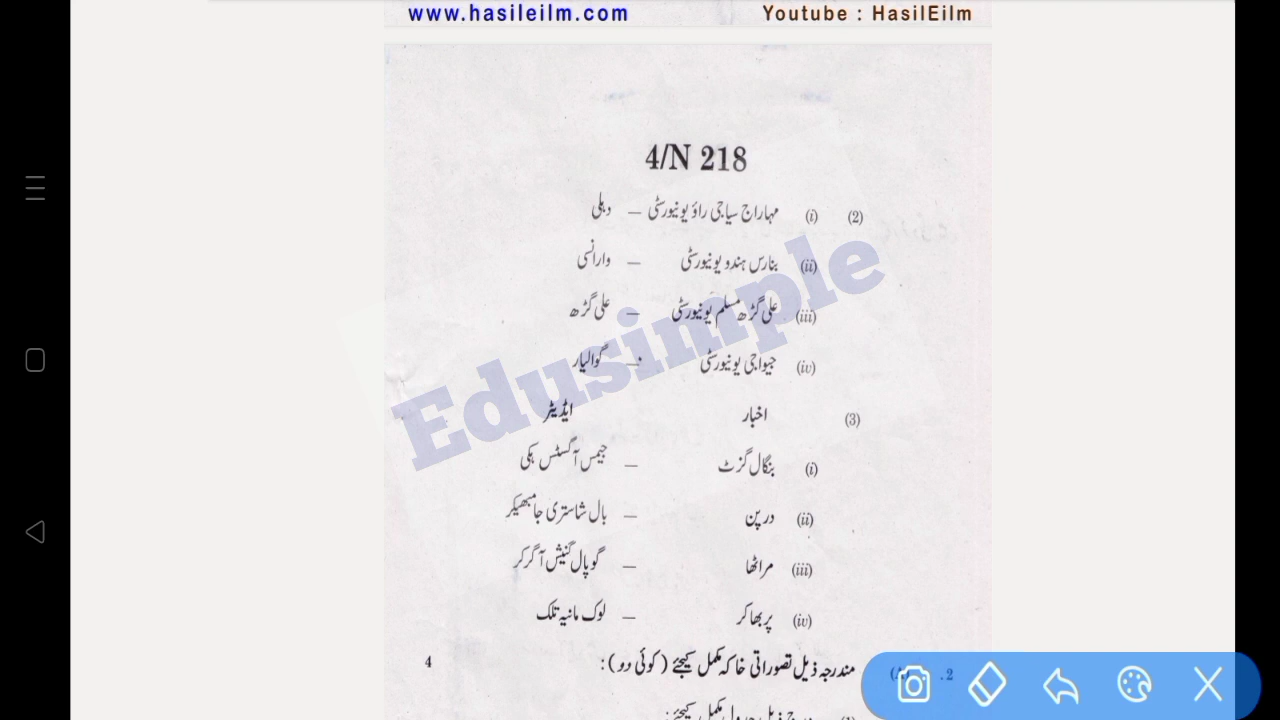 www.hasileilm.com Youtube : HasilEilm
4/N 218
(2) (i) مہاراج سیاجی راؤ یونیورسٹی – دہلی
(ii) بنارس ہندو یونیورسٹی – وارانسی
(iii) علی گڑھ مسلم یونیورسٹی – علی گڑھ
(iv) جیواجی یونیورسٹی – گوالیار
(3) اخبار ایڈیٹر
(i) بنگال گزٹ – جیمس آگسٹس ہکی
(ii) درپن – بال شاستری جامبھیکر
(iii) مراٹھا – گوپال گنیش آگرکر
(iv) پربھاکر – لوک مانیہ تلک
2. (A) مندرجہ ذیل تصوراتی خاکہ مکمل کیجئے (کوئی دو): 4
Edusimple